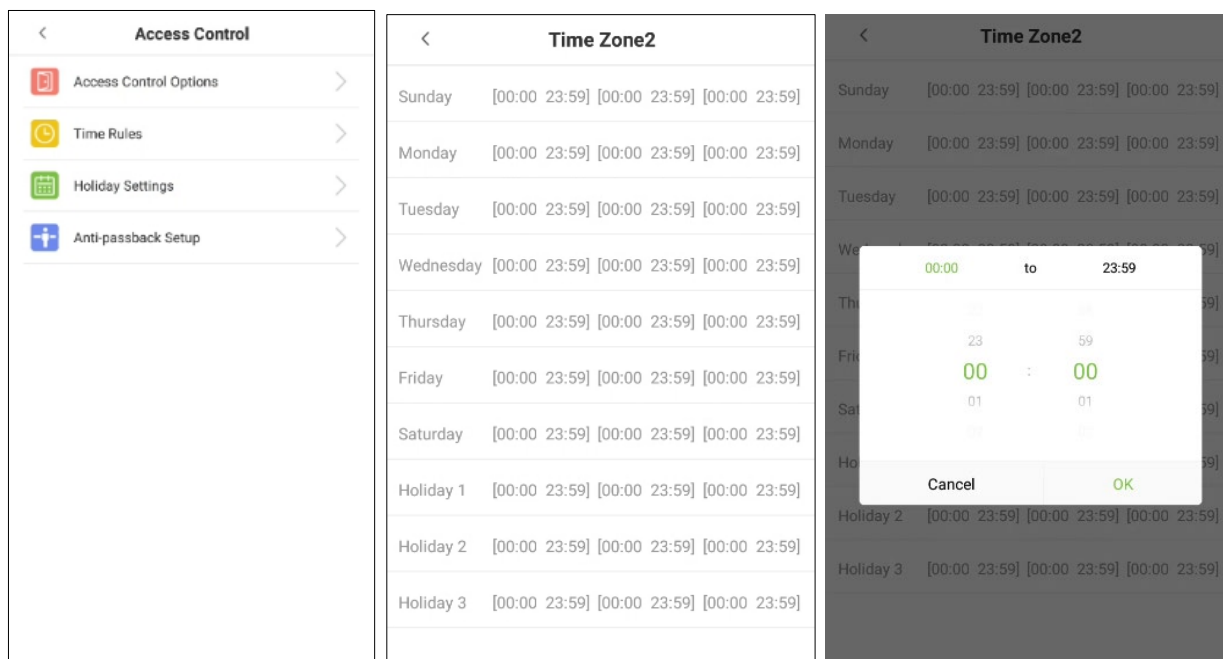 Access Control
Access Control Options
Time Rules
Holiday Settings
Anti-passback Setup
Time Zone2
Sunday [00:00 23:59] [00:00 23:59] [00:00 23:59]
Monday [00:00 23:59] [00:00 23:59] [00:00 23:59]
Tuesday [00:00 23:59] [00:00 23:59] [00:00 23:59]
Wednesday [00:00 23:59] [00:00 23:59] [00:00 23:59]
Thursday [00:00 23:59] [00:00 23:59] [00:00 23:59]
Friday [00:00 23:59] [00:00 23:59] [00:00 23:59]
Saturday [00:00 23:59] [00:00 23:59] [00:00 23:59]
Holiday 1 [00:00 23:59] [00:00 23:59] [00:00 23:59]
Holiday 2 [00:00 23:59] [00:00 23:59] [00:00 23:59]
Holiday 3 [00:00 23:59] [00:00 23:59] [00:00 23:59]
Time Zone2
Sunday [00:00 23:59] [00:00 23:59] [00:00 23:59]
Monday [00:00 23:59] [00:00 23:59] [00:00 23:59]
Tuesday [00:00 23:59] [00:00 23:59] [00:00 23:59]
00:00 to 23:59
23 59
00 : 00
01 01
Cancel OK
Holiday 2 [00:00 23:59] [00:00 23:59] [00:00 23:59]
Holiday 3 [00:00 23:59] [00:00 23:59] [00:00 23:59]